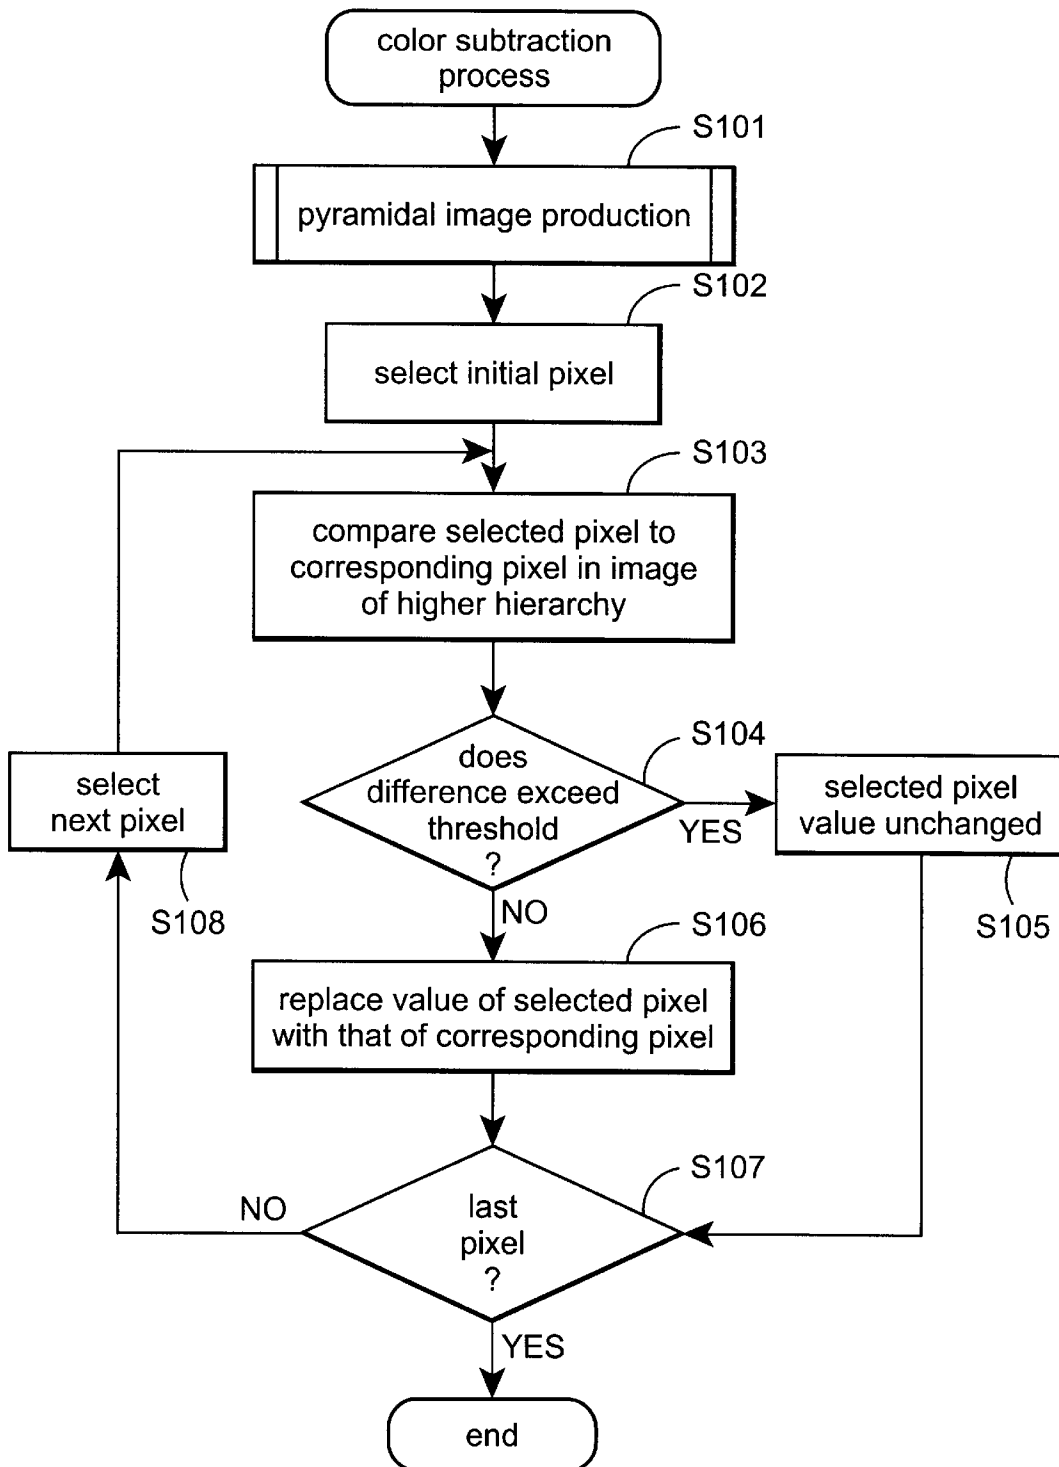 color subtraction
process
S101
pyramidal image production
S102
select initial pixel
S103
compare selected pixel to
corresponding pixel in image
of higher hierarchy
S104
does
difference exceed
threshold
?
YES
selected pixel
value unchanged
S105
select
next pixel
S108
NO
S106
replace value of selected pixel
with that of corresponding pixel
S107
NO
last
pixel
?
YES
end